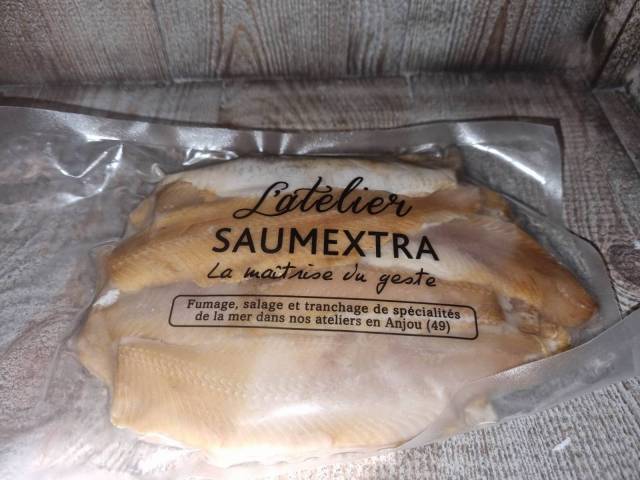 L'atelier
SAUMEXTRA
La maîtrise du geste
Fumage, salage et tranchage de spécialités
de la mer dans nos ateliers en Anjou (49)